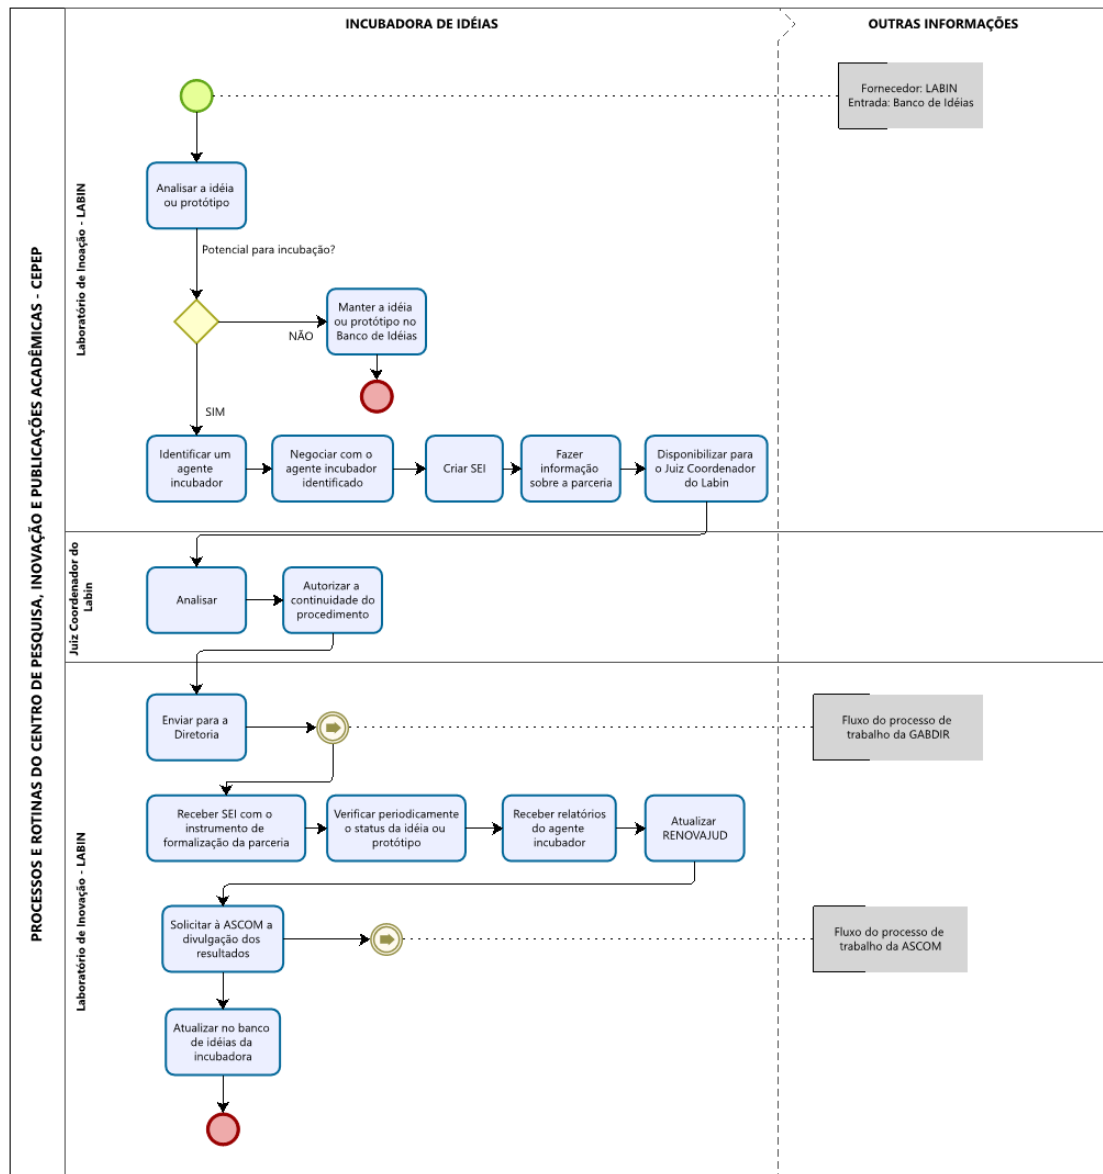 PROCESSOS E ROTINAS DO CENTRO DE PESQUISA, INOVAÇÃO E PUBLICAÇÕES ACADÊMICAS - CEPEP
INCUBADORA DE IDÉIAS
OUTRAS INFORMAÇÕES
Laboratório de Inoação - LABIN
Fornecedor: LABIN
Entrada: Banco de Idéias
Analisar a idéia
ou protótipo
Potencial para incubação?
NÃO
Manter a idéia
ou protótipo no
Banco de Idéias
SIM
Identificar um
agente
incubador
Negociar com o
agente incubador
identificado
Criar SEI
Fazer
informação
sobre a parceria
Disponibilizar para
o Juiz Coordenador
do Labin
Juiz Coordenador do
Labin
Analisar
Autorizar a
continuidade do
procedimento
Laboratório de Inovação - LABIN
Enviar para a
Diretoria
Fluxo do processo de
trabalho da GABDIR
Receber SEI com o
instrumento de
formalização da parceria
Verificar periodicamente
o status da idéia ou
protótipo
Receber relatórios
do agente
incubador
Atualizar
RENOVAJUD
Solicitar à ASCOM a
divulgação dos
resultados
Fluxo do processo de
trabalho da ASCOM
Atualizar no banco
de idéias da
incubadora